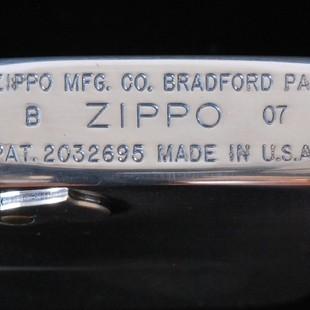 ZIPPO MFG. CO. BRADFORD PA
B ZIPPO 07
PAT. 2032695 MADE IN U.S.A